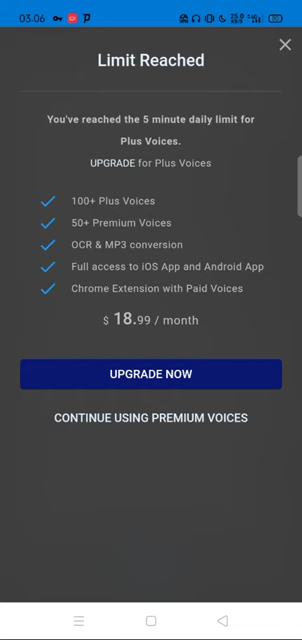 03.06
Limit Reached
You've reached the 5 minute daily limit for
Plus Voices.
UPGRADE for Plus Voices
100+ Plus Voices
50+ Premium Voices
OCR & MP3 conversion
Full access to iOS App and Android App
Chrome Extension with Paid Voices
$ 18.99 / month
UPGRADE NOW
CONTINUE USING PREMIUM VOICES